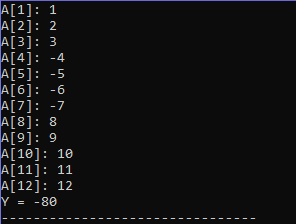 A[1]: 1
A[2]: 2
A[3]: 3
A[4]: -4
A[5]: -5
A[6]: -6
A[7]: -7
A[8]: 8
A[9]: 9
A[10]: 10
A[11]: 11
A[12]: 12
Y = -80
--------------------------------